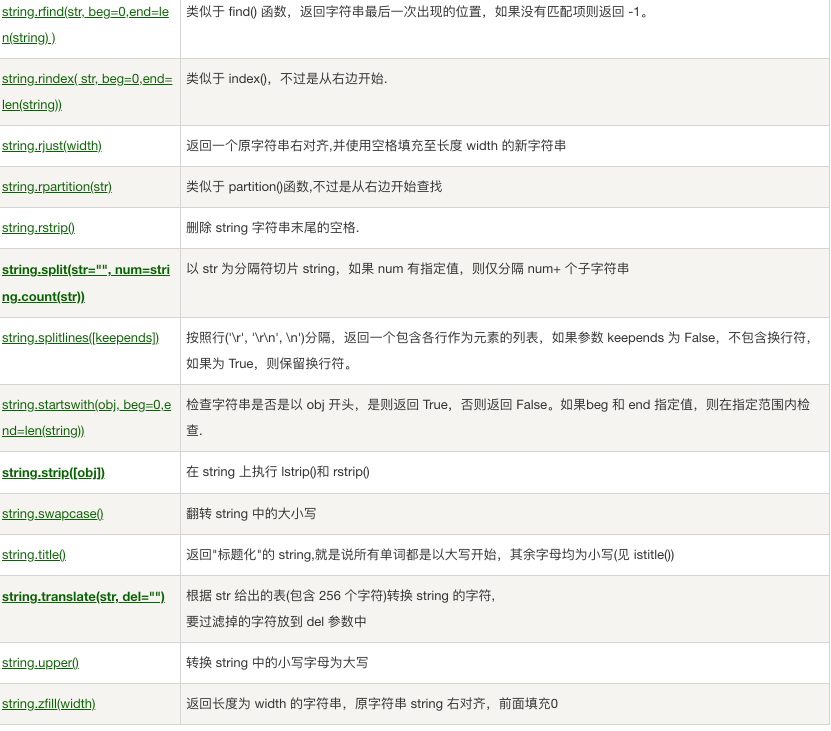 string.rfind(str, beg=0,end=le
n(string) )
类似于 find() 函数，返回字符串最后一次出现的位置，如果没有匹配项则返回 -1。
string.rindex( str, beg=0,end=
len(string))
类似于 index()，不过是从右边开始.
string.rjust(width)
返回一个原字符串右对齐,并使用空格填充至长度 width 的新字符串
string.rpartition(str)
类似于 partition()函数,不过是从右边开始查找
string.rstrip()
删除 string 字符串末尾的空格.
string.split(str="", num=stri
ng.count(str))
以 str 为分隔符切片 string，如果 num 有指定值，则仅分隔 num+ 个子字符串
string.splitlines([keepends])
按照行('\r', '\r\n', \n')分隔，返回一个包含各行作为元素的列表，如果参数 keepends 为 False，不包含换行符，
如果为 True，则保留换行符。
string.startswith(obj, beg=0,e
nd=len(string))
检查字符串是否是以 obj 开头，是则返回 True，否则返回 False。如果beg 和 end 指定值，则在指定范围内检
查.
string.strip([obj])
在 string 上执行 lstrip()和 rstrip()
string.swapcase()
翻转 string 中的大小写
string.title()
返回"标题化"的 string,就是说所有单词都是以大写开始，其余字母均为小写(见 istitle())
string.translate(str, del="")
根据 str 给出的表(包含 256 个字符)转换 string 的字符,
要过滤掉的字符放到 del 参数中
string.upper()
转换 string 中的小写字母为大写
string.zfill(width)
返回长度为 width 的字符串，原字符串 string 右对齐，前面填充0